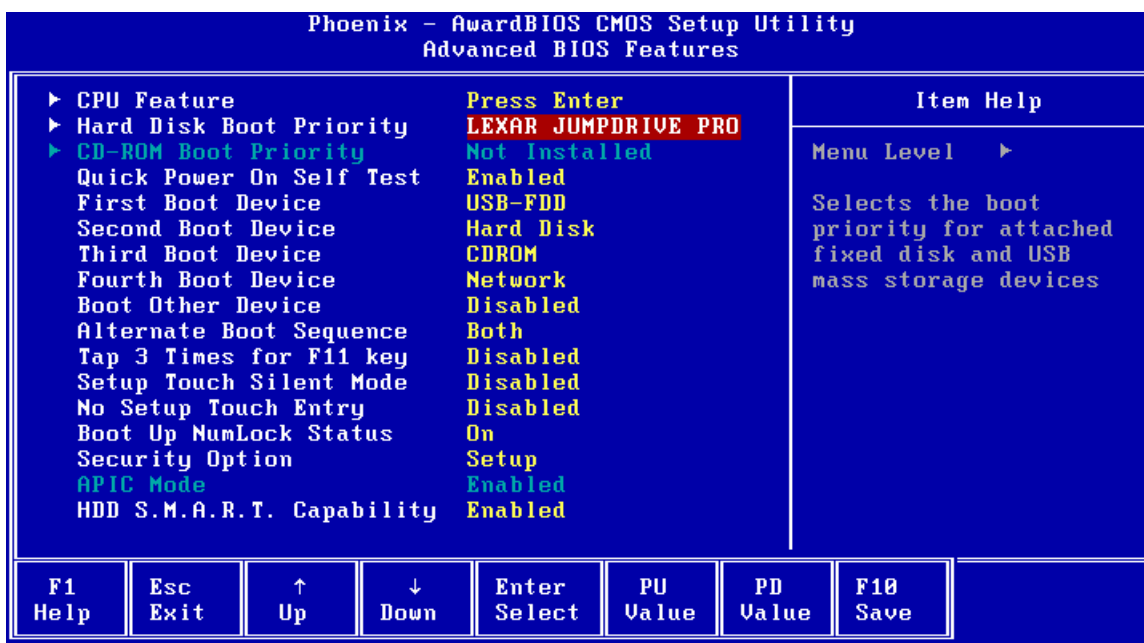 Phoenix - AwardBIOS CMOS Setup Utility
Advanced BIOS Features
▶ CPU Feature Press Enter
▶ Hard Disk Boot Priority LEXAR JUMPDRIVE PRO
▶ CD-ROM Boot Priority Not Installed
Quick Power On Self Test Enabled
First Boot Device USB-FDD
Second Boot Device Hard Disk
Third Boot Device CDROM
Fourth Boot Device Network
Boot Other Device Disabled
Alternate Boot Sequence Both
Tap 3 Times for F11 key Disabled
Setup Touch Silent Mode Disabled
No Setup Touch Entry Disabled
Boot Up NumLock Status On
Security Option Setup
APIC Mode Enabled
HDD S.M.A.R.T. Capability Enabled
Item Help
Menu Level ▶
Selects the boot
priority for attached
fixed disk and USB
mass storage devices
F1 Esc ↑ ↓ Enter PU PD F10
Help Exit Up Down Select Value Value Save